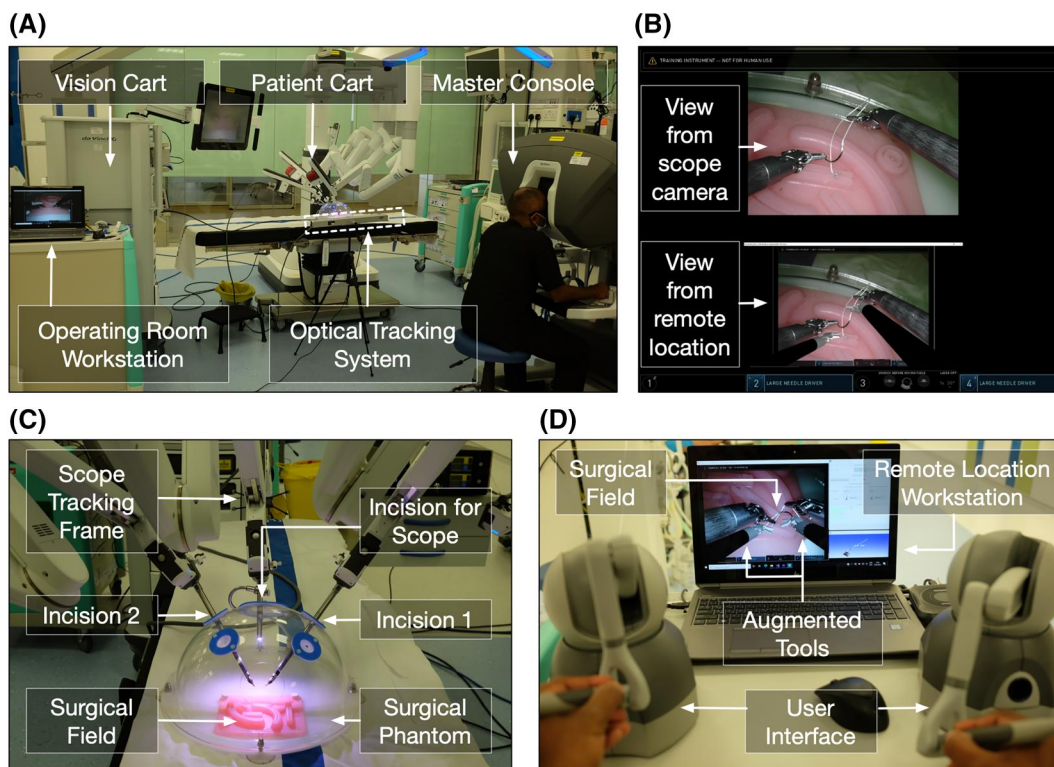 (A)
Vision Cart
Patient Cart
Master Console
da Vinci
Operating Room
Workstation
Optical Tracking
System
(B)
TRAINING INSTRUMENT — NOT FOR HUMAN USE
View
from
scope
camera
View
from
remote
location
1
2 LARGE NEEDLE DRIVER
3
4 LARGE NEEDLE DRIVER
(C)
Scope
Tracking
Frame
Incision for
Scope
Incision 2
Incision 1
Surgical
Field
Surgical
Phantom
(D)
Surgical
Field
Remote Location
Workstation
Augmented
Tools
User
Interface